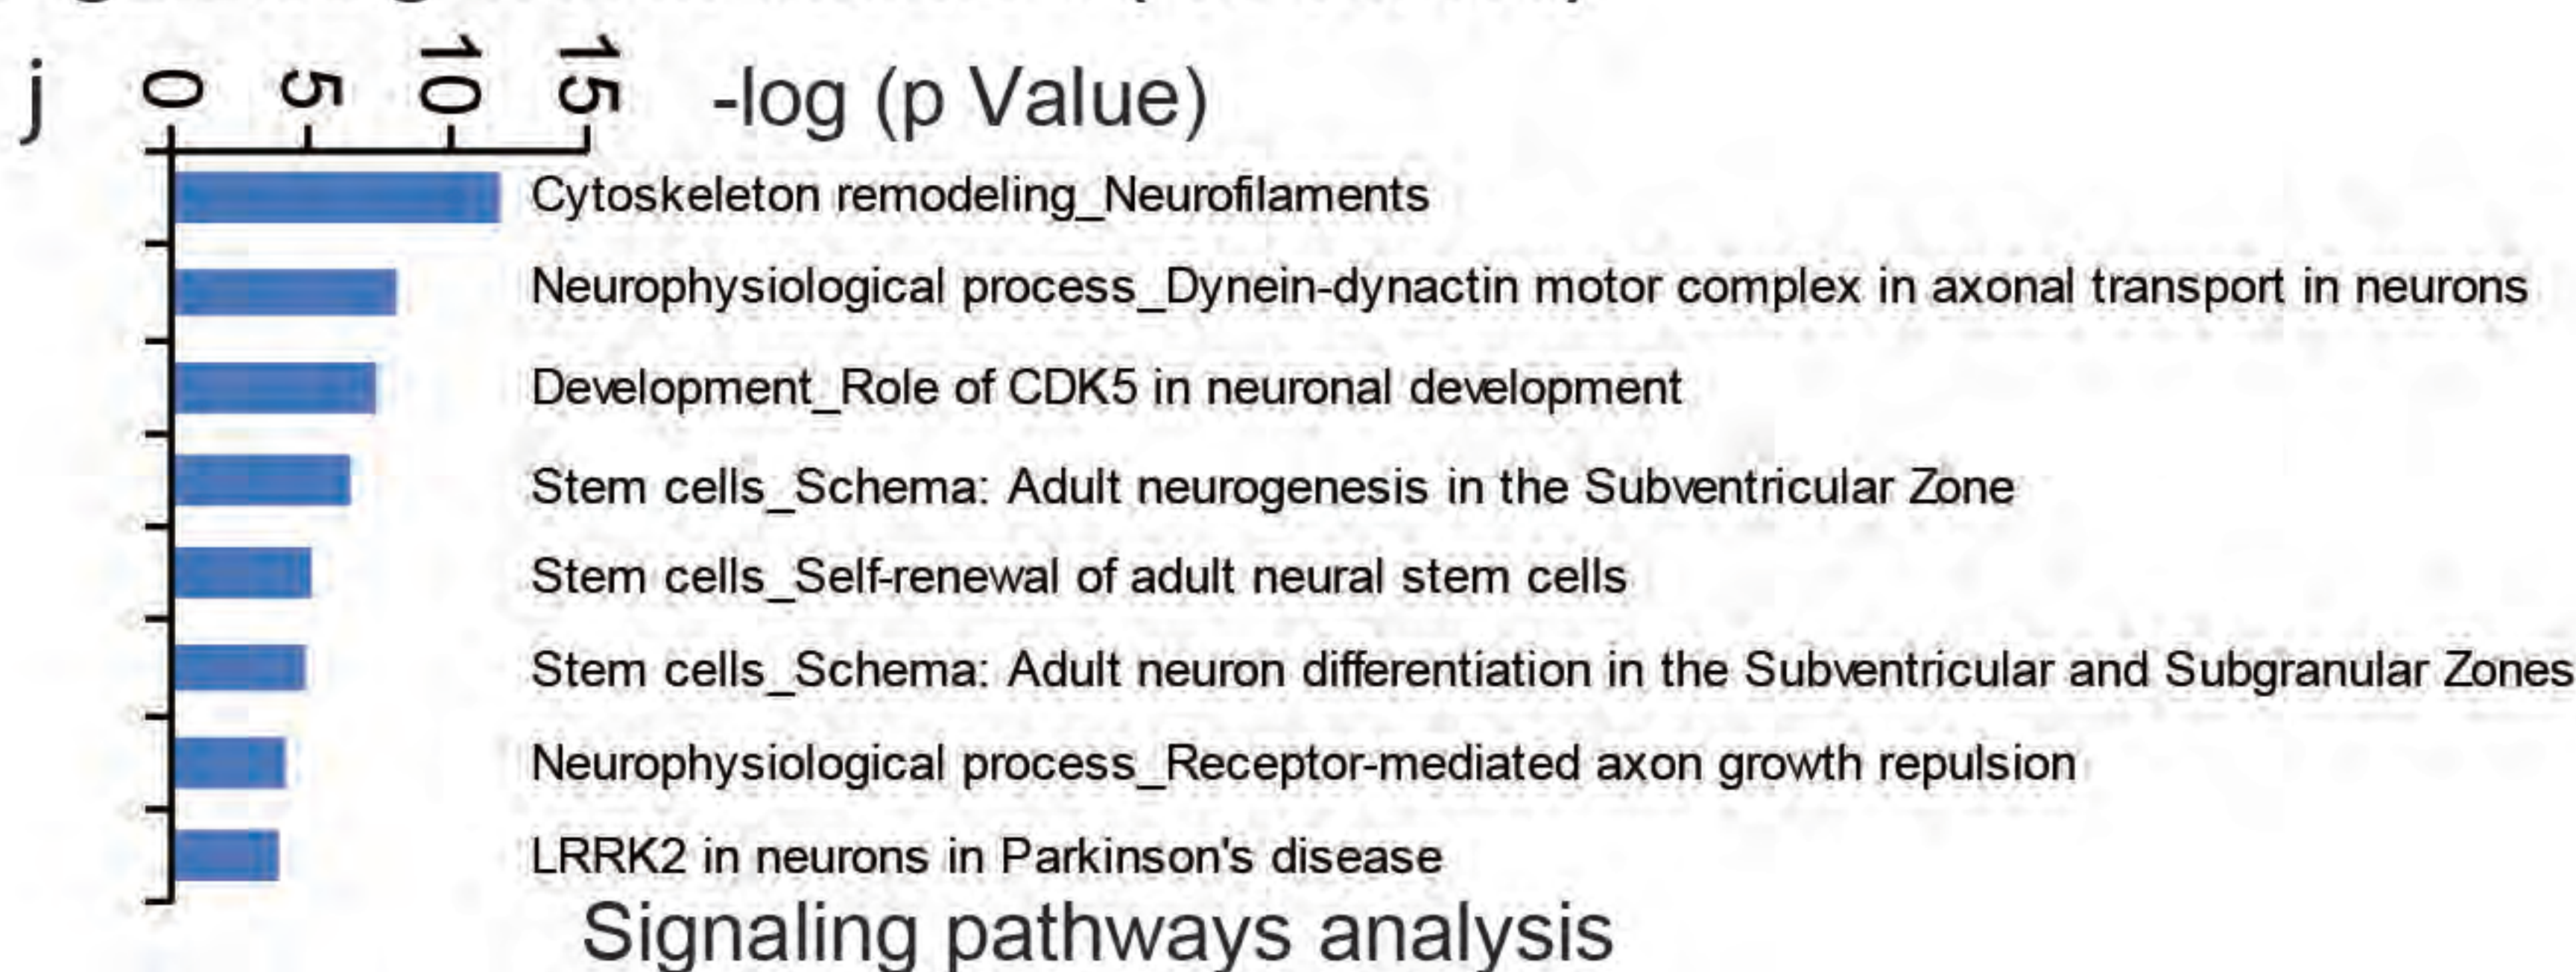 j
0 5 10 15 -log (p Value)
Cytoskeleton remodeling_Neurofilaments
Neurophysiological process_Dynein-dynactin motor complex in axonal transport in neurons
Development_Role of CDK5 in neuronal development
Stem cells_Schema: Adult neurogenesis in the Subventricular Zone
Stem cells_Self-renewal of adult neural stem cells
Stem cells_Schema: Adult neuron differentiation in the Subventricular and Subgranular Zones
Neurophysiological process_Receptor-mediated axon growth repulsion
LRRK2 in neurons in Parkinson's disease
Signaling pathways analysis